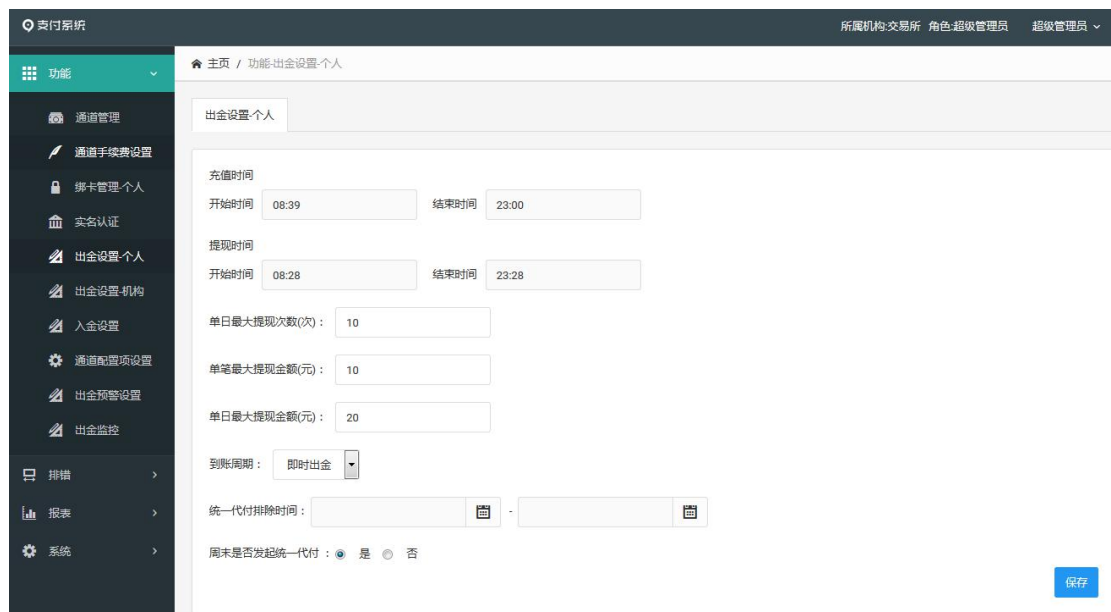 支付系统
所属机构:交易所 角色:超级管理员 超级管理员
功能
主页 / 功能-出金设置-个人
通道管理
通道手续费设置
绑卡管理-个人
实名认证
出金设置-个人
出金设置-机构
入金设置
通道配置项设置
出金预警设置
出金监控
排错
报表
系统
出金设置-个人
充值时间
开始时间 08:39 结束时间 23:00
提现时间
开始时间 08:28 结束时间 23:28
单日最大提现次数(次)： 10
单笔最大提现金额(元)： 10
单日最大提现金额(元)： 20
到账周期： 即时出金
统一代付排除时间： -
周末是否发起统一代付 ： 是 否
保存